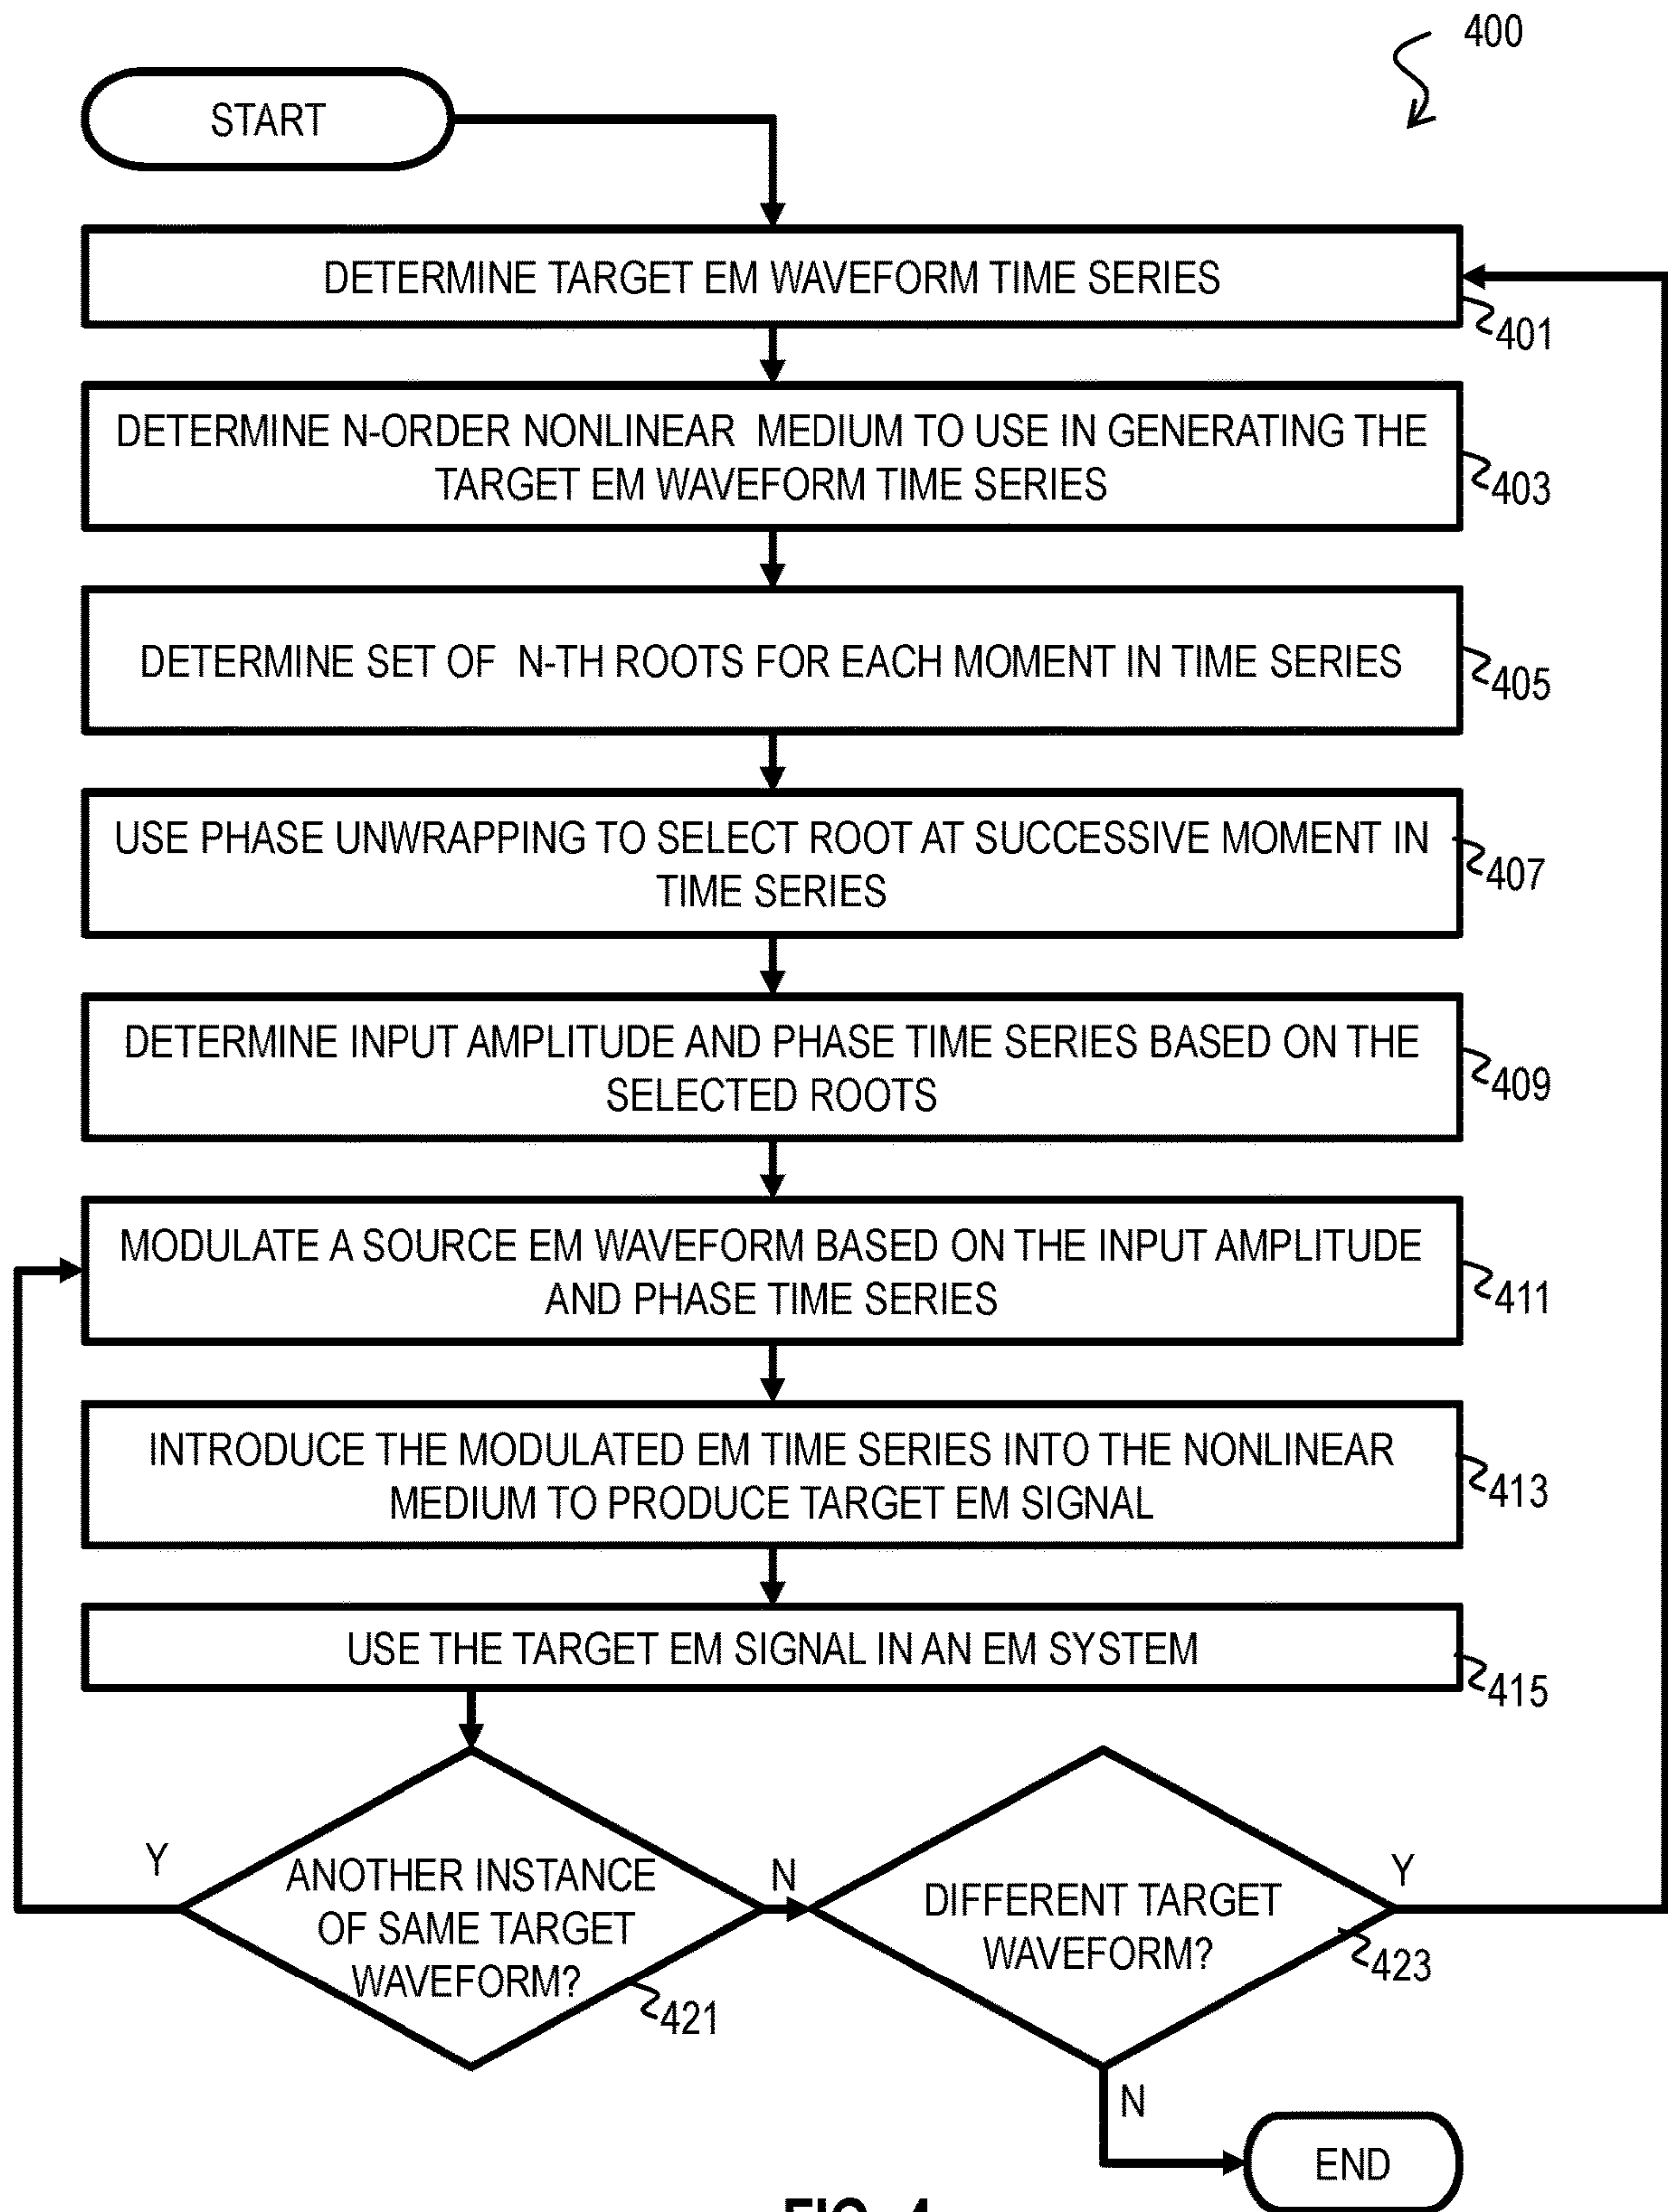 400
START
DETERMINE TARGET EM WAVEFORM TIME SERIES
401
DETERMINE N-ORDER NONLINEAR MEDIUM TO USE IN GENERATING THE
TARGET EM WAVEFORM TIME SERIES
403
DETERMINE SET OF N-TH ROOTS FOR EACH MOMENT IN TIME SERIES
405
USE PHASE UNWRAPPING TO SELECT ROOT AT SUCCESSIVE MOMENT IN
TIME SERIES
407
DETERMINE INPUT AMPLITUDE AND PHASE TIME SERIES BASED ON THE
SELECTED ROOTS
409
MODULATE A SOURCE EM WAVEFORM BASED ON THE INPUT AMPLITUDE
AND PHASE TIME SERIES
411
INTRODUCE THE MODULATED EM TIME SERIES INTO THE NONLINEAR
MEDIUM TO PRODUCE TARGET EM SIGNAL
413
USE THE TARGET EM SIGNAL IN AN EM SYSTEM
415
Y
ANOTHER INSTANCE
OF SAME TARGET
WAVEFORM?
421
N
DIFFERENT TARGET
WAVEFORM?
423
Y
N
END